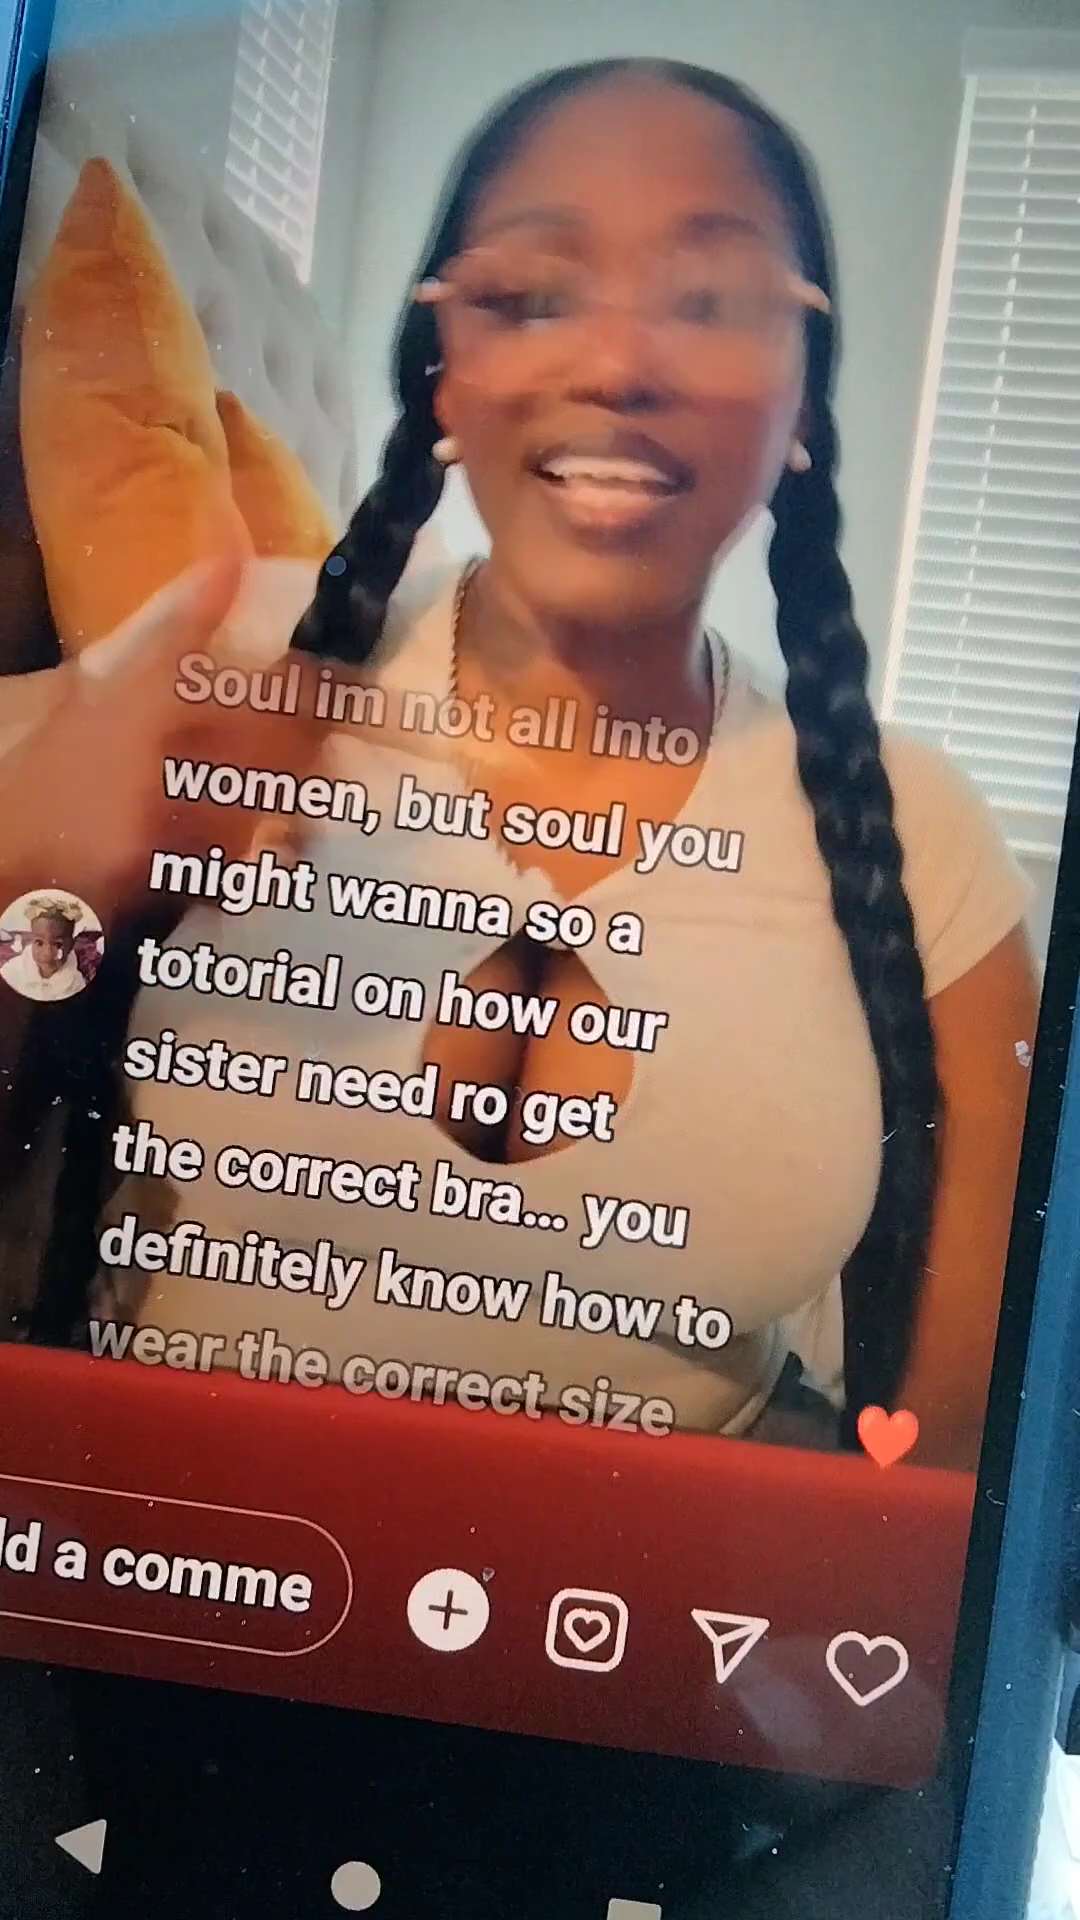 Soul im not all into
women, but soul you
might wanna so a
totorial on how our
sister need ro get
the correct bra... you
definitely know how to
wear the correct size
ld a comme